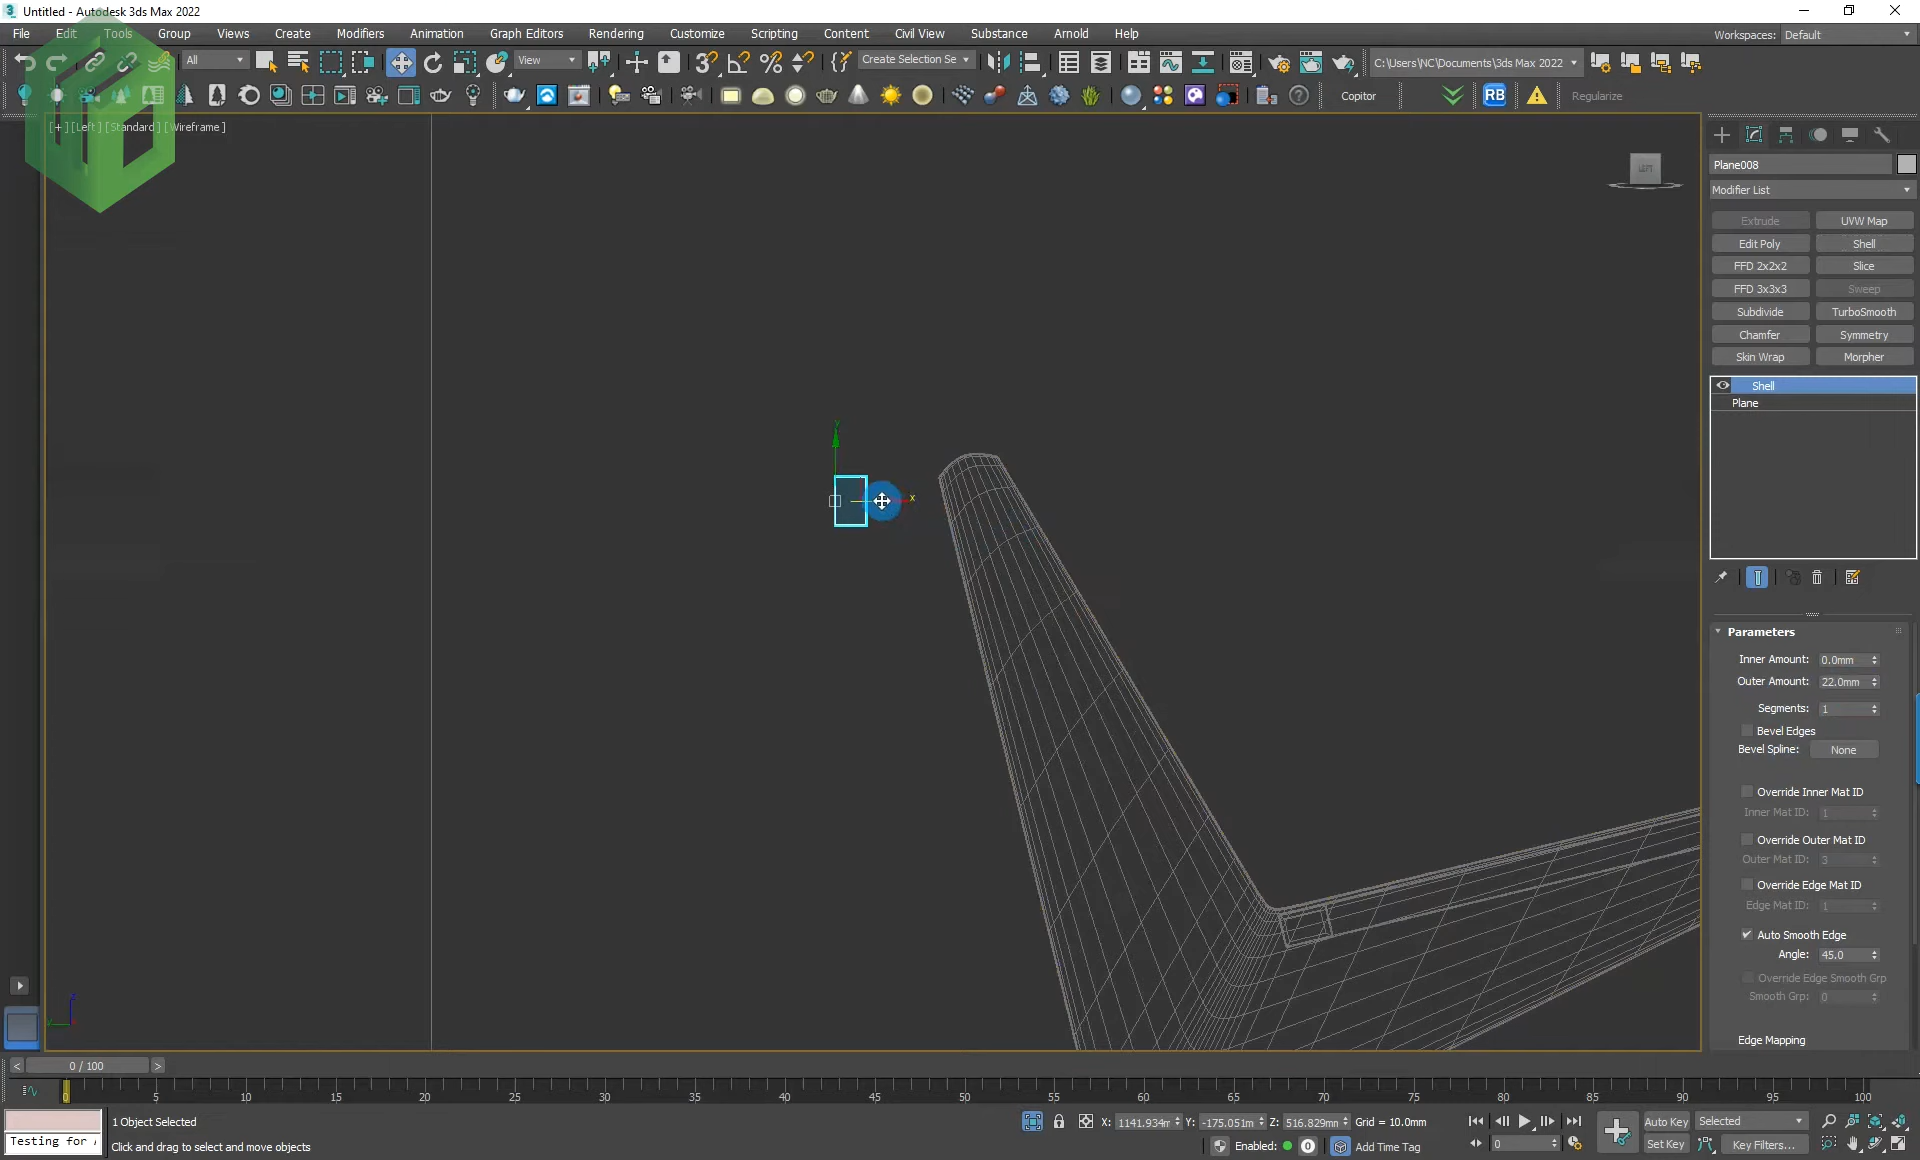 3 Untitled - Autodesk 3ds Max 2022
File Edit Tools Group Views Create Modifiers Animation Graph Editors Rendering Customize Scripting Content Civil View Substance Arnold Help
Workspaces: Default
All View Create Selection Se C:\Users\NC\Documents\3ds Max 2022
Copitor RB Regularize
[+] [Left] [Standard] [Wireframe]
LEFT
Plane008
Modifier List
Extrude UVW Map
Edit Poly Shell
FFD 2x2x2 Slice
FFD 3x3x3 Sweep
Subdivide TurboSmooth
Chamfer Symmetry
Skin Wrap Morpher
Shell
Plane
y
x
Parameters
Inner Amount: 0.0mm
Outer Amount: 22.0mm
Segments: 1
Bevel Edges
Bevel Spline: None
Override Inner Mat ID
Inner Mat ID: 1
Override Outer Mat ID
Outer Mat ID: 3
Override Edge Mat ID
Edge Mat ID: 1
Auto Smooth Edge
Angle: 45.0
Override Edge Smooth Grp
Smooth Grp: 0
Edge Mapping
z
y
< 0 / 100 >
0 5 10 15 20 25 30 35 40 45 50 55 60 65 70 75 80 85 90 95 100
1 Object Selected
X: 1141.934m Y: -175.051m Z: 516.829mm Grid = 10.0mm
Auto Key Selected
Testing for
Click and drag to select and move objects
Enabled: 0 Add Time Tag
0
Set Key Key Filters...